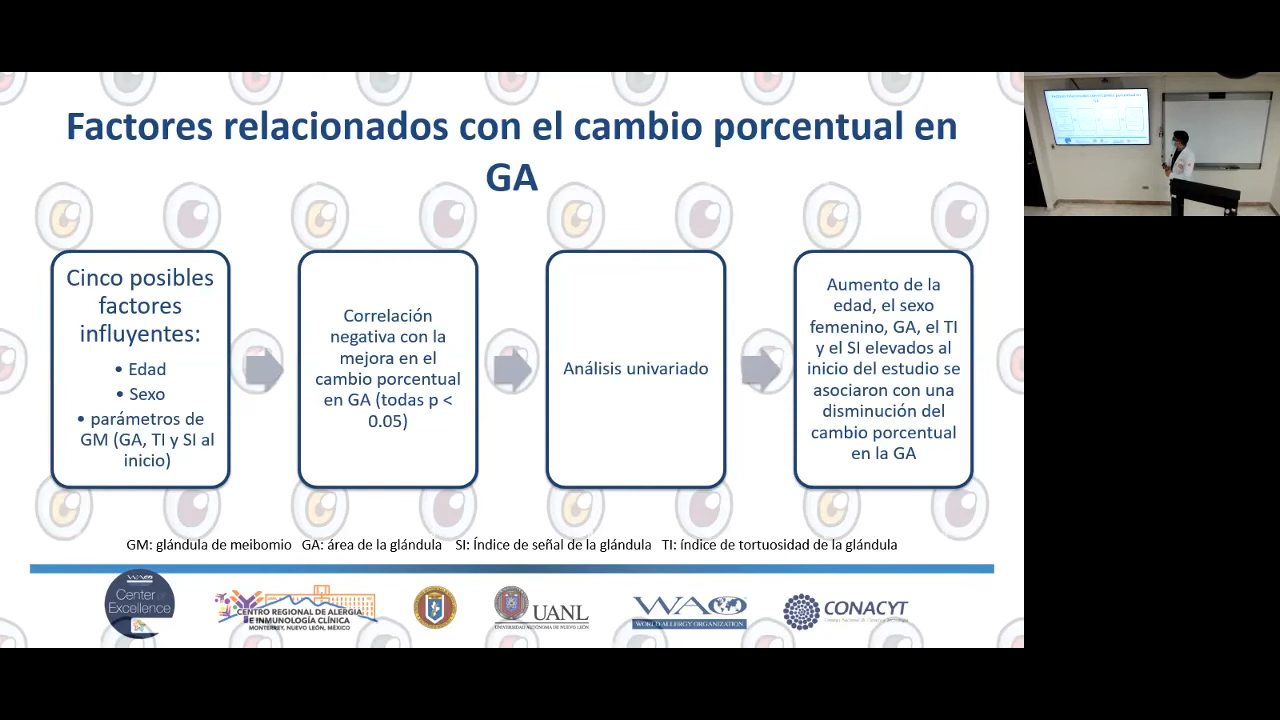 Factores relacionados con el cambio porcentual en
GA
Cinco posibles
factores
influyentes:
• Edad
• Sexo
• parámetros de
GM (GA, TI y SI al
inicio)
Correlación
negativa con la
mejora en el
cambio porcentual
en GA (todas p <
0.05)
Análisis univariado
Aumento de la
edad, el sexo
femenino, GA, el TI
y el SI elevados al
inicio del estudio se
asociaron con una
disminución del
cambio porcentual
en la GA
GM: glándula de meibomio GA: área de la glándula SI: Índice de señal de la glándula TI: índice de tortuosidad de la glándula
Center
Excellence
CENTRO REGIONAL DE ALERGIA
E INMUNOLOGÍA CLÍNICA
MONTERREY, NUEVO LEÓN, MÉXICO
UANL
UNIVERSIDAD AUTÓNOMA DE NUEVO LEÓN
WAO
WORLD ALLERGY ORGANIZATION
CONACYT